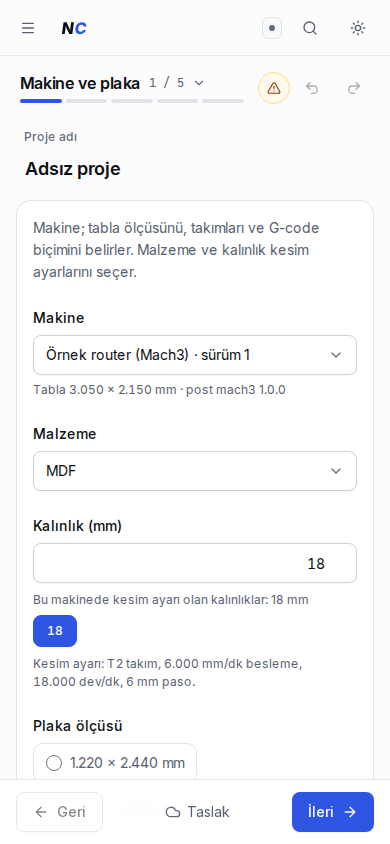 NC
Makine ve plaka 1 / 5
Proje adı
Adsız proje
Makine; tabla ölçüsünü, takımları ve G-code
biçimini belirler. Malzeme ve kalınlık kesim
ayarlarını seçer.
Makine
Örnek router (Mach3) · sürüm 1
Tabla 3.050 × 2.150 mm · post mach3 1.0.0
Malzeme
MDF
Kalınlık (mm)
18
Bu makinede kesim ayarı olan kalınlıklar: 18 mm
18
Kesim ayarı: T2 takım, 6.000 mm/dk besleme,
18.000 dev/dk, 6 mm paso.
Plaka ölçüsü
1.220 × 2.440 mm
Geri
Taslak
İleri